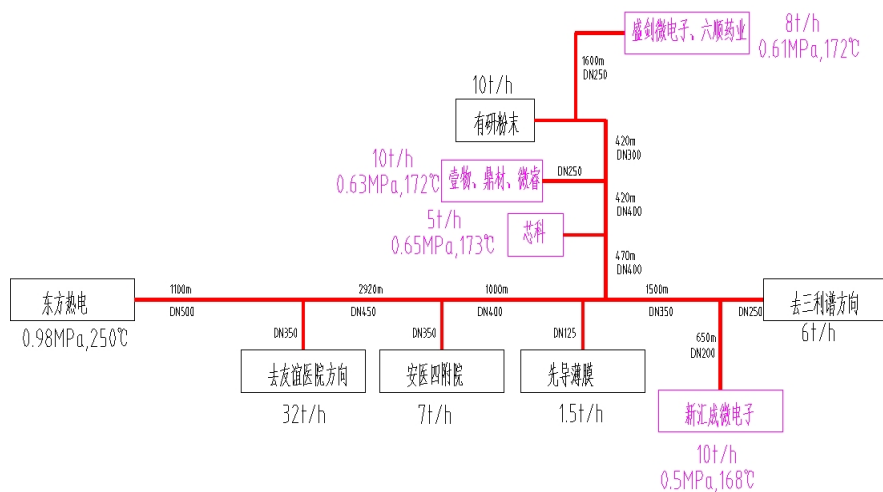 8t/h
盛剑微电子、六顺药业
0.61MPa,172℃
1600m
DN250
10t/h
有研粉末
420m
DN300
10t/h
0.63MPa,172℃
壹物、鼎材、微睿
DN250
420m
DN400
5t/h
0.65MPa,173℃
芯科
470m
DN400
东方热电
0.98MPa,250℃
1100m
DN500
2920m
DN450
1000m
DN400
1500m
DN350
DN250
去三利谱方向
6t/h
DN350
去友谊医院方向
32t/h
DN350
安医四附院
7t/h
DN125
先导薄膜
1.5t/h
650m
DN200
新汇成微电子
10t/h
0.5MPa,168℃